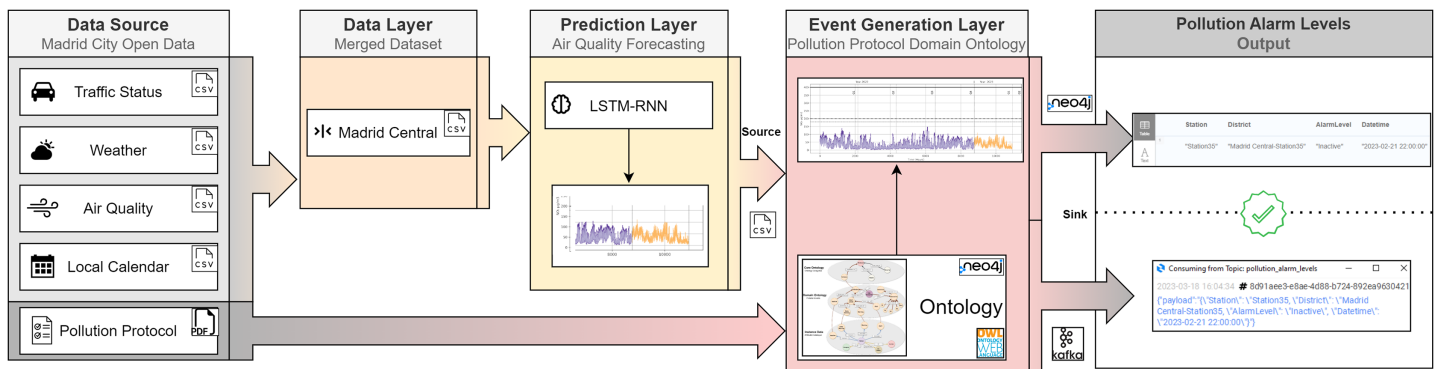 Data Source
Madrid City Open Data
Traffic Status
CSV
Weather
CSV
Air Quality
CSV
Local Calendar
CSV
Pollution Protocol
PDF
Data Layer
Merged Dataset
Madrid Central
CSV
Prediction Layer
Air Quality Forecasting
LSTM-RNN
Source
CSV
Event Generation Layer
Pollution Protocol Domain Ontology
neo4j
Ontology
OWL
ONTOLOGY
WEB
LANGUAGE
neo4j
Sink
kafka
Pollution Alarm Levels
Output
Table
Text
Station District AlarmLevel Datetime
"Station35" "Madrid Central-Station35" "Inactive" "2023-02-21 22:00:00"
Consuming from Topic: pollution_alarm_levels
2023-03-18 16:04:34 # 8d91aee3-e8ae-4d88-b724-892ea9630421
{"payload":"{\"Station\": \"Station35, \"District\": \"Madrid
Central-Station35, \"AlarmLevel\": \"Inactive\", \"Datetime\":
\"2023-02-21 22:00:00\"}"}